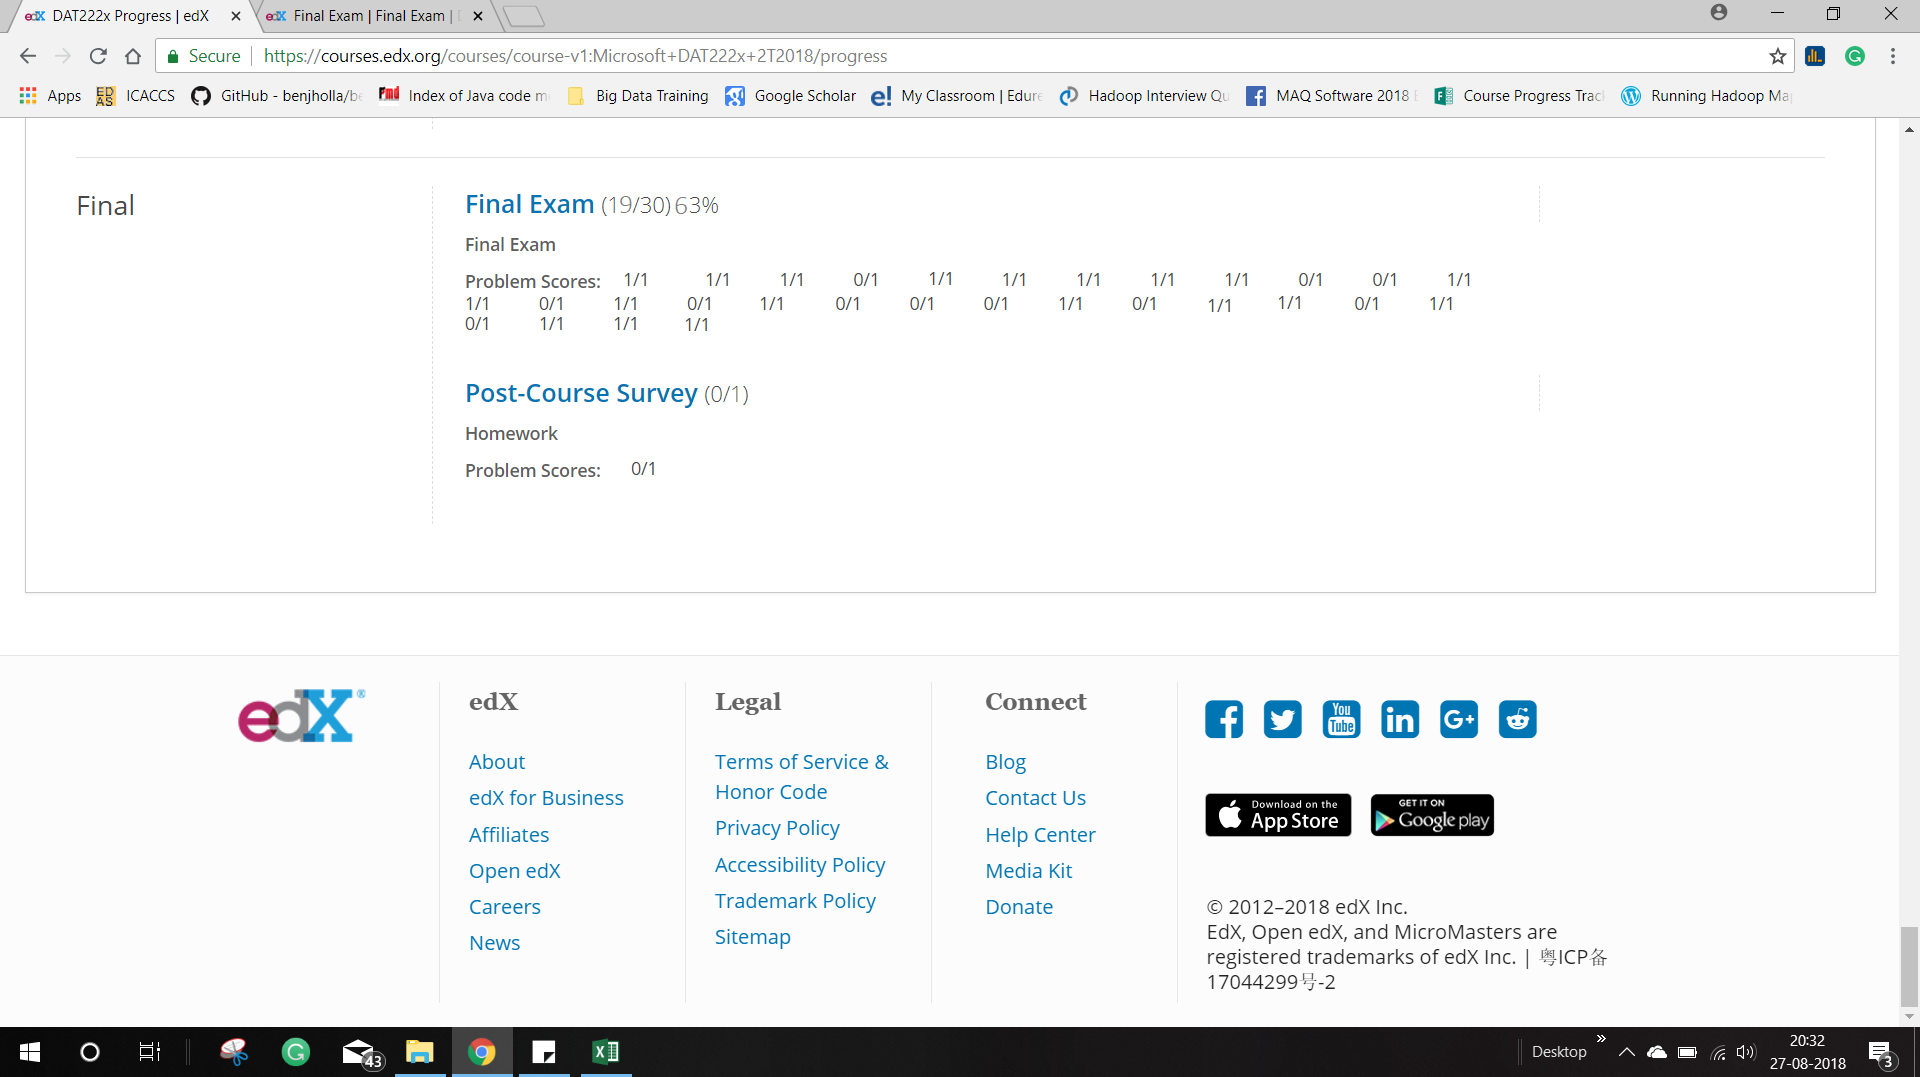 DAT222x Progress | edX
Final Exam | Final Exam |
Secure
https://courses.edx.org/courses/course-v1:Microsoft+DAT222x+2T2018/progress
Apps
ICACCS
GitHub - benjholla/be
Index of Java code m
Big Data Training
Google Scholar
My Classroom | Edure
Hadoop Interview Qu
MAQ Software 2018
Course Progress Trac
Running Hadoop Ma
Final
Final Exam (19/30) 63%
Final Exam
Problem Scores: 1/1 1/1 1/1 0/1 1/1 1/1 1/1 1/1 1/1 0/1 0/1 1/1
1/1 0/1 1/1 0/1 1/1 0/1 0/1 0/1 1/1 0/1 1/1 1/1 0/1 1/1
0/1 1/1 1/1 1/1
Post-Course Survey (0/1)
Homework
Problem Scores: 0/1
edX®
edX
About
edX for Business
Affiliates
Open edX
Careers
News
Legal
Terms of Service &
Honor Code
Privacy Policy
Accessibility Policy
Trademark Policy
Sitemap
Connect
Blog
Contact Us
Help Center
Media Kit
Donate
You
Tube
in
G+
Download on the
App Store
GET IT ON
Google play
© 2012–2018 edX Inc.
EdX, Open edX, and MicroMasters are
registered trademarks of edX Inc. | 粤ICP备
17044299号-2
43
Desktop
20:32
27-08-2018
3